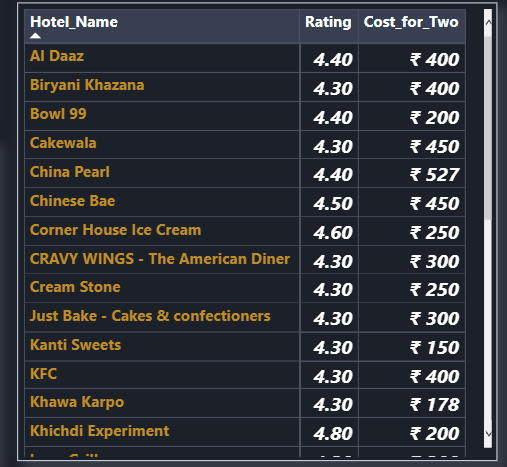 Hotel_Name Rating Cost_for_Two
Al Daaz 4.40 ₹ 400
Biryani Khazana 4.30 ₹ 400
Bowl 99 4.40 ₹ 200
Cakewala 4.30 ₹ 450
China Pearl 4.40 ₹ 527
Chinese Bae 4.50 ₹ 450
Corner House Ice Cream 4.60 ₹ 250
CRAVY WINGS - The American Diner 4.30 ₹ 300
Cream Stone 4.30 ₹ 250
Just Bake - Cakes & confectioners 4.30 ₹ 300
Kanti Sweets 4.30 ₹ 150
KFC 4.30 ₹ 400
Khawa Karpo 4.30 ₹ 178
Khichdi Experiment 4.80 ₹ 200